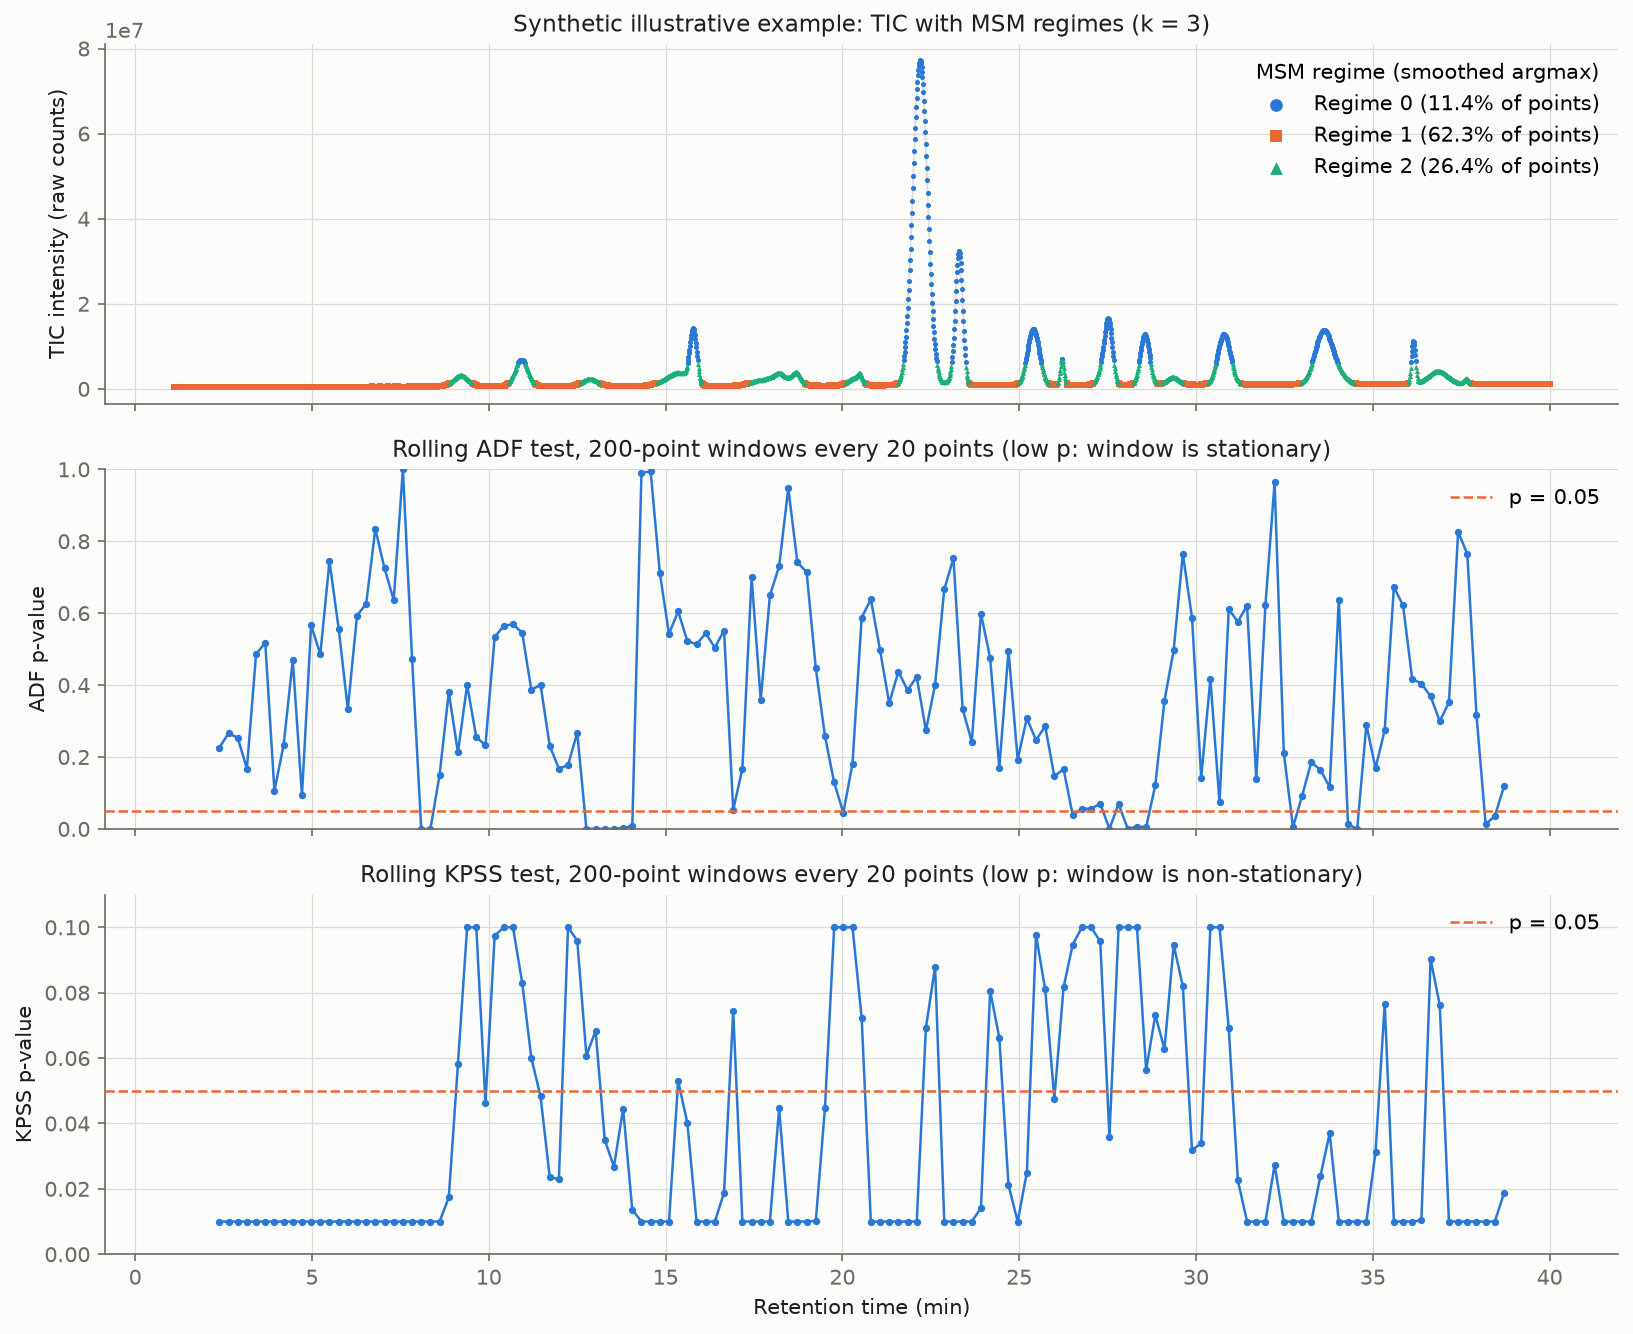 Synthetic illustrative example: TIC with MSM regimes (k = 3)
1e7
8
6
4
2
0
TIC intensity (raw counts)
MSM regime (smoothed argmax)
Regime 0 (11.4% of points)
Regime 1 (62.3% of points)
Regime 2 (26.4% of points)
Rolling ADF test, 200-point windows every 20 points (low p: window is stationary)
1.0
0.8
0.6
0.4
0.2
0.0
ADF p-value
p = 0.05
Rolling KPSS test, 200-point windows every 20 points (low p: window is non-stationary)
0.10
0.08
0.06
0.04
0.02
0.00
KPSS p-value
p = 0.05
0 5 10 15 20 25 30 35 40
Retention time (min)